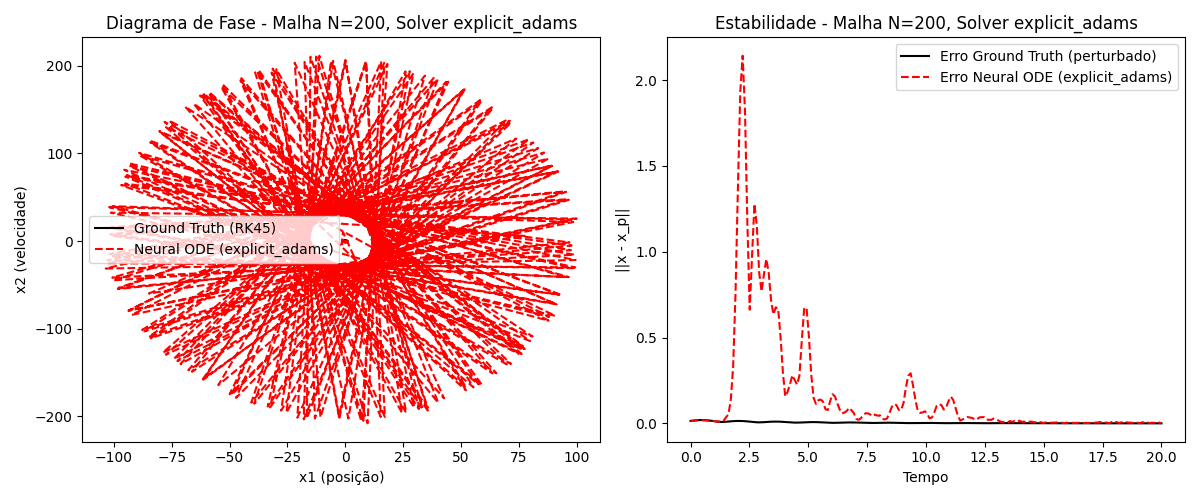 Diagrama de Fase - Malha N=200, Solver explicit_adams
200
100
0
−100
−200
x2 (velocidade)
Ground Truth (RK45)
Neural ODE (explicit_adams)
−100
−75
−50
−25
0
25
50
75
100
x1 (posição)
Estabilidade - Malha N=200, Solver explicit_adams
2.0
1.5
1.0
0.5
0.0
||x - x_p||
Erro Ground Truth (perturbado)
Erro Neural ODE (explicit_adams)
0.0
2.5
5.0
7.5
10.0
12.5
15.0
17.5
20.0
Tempo